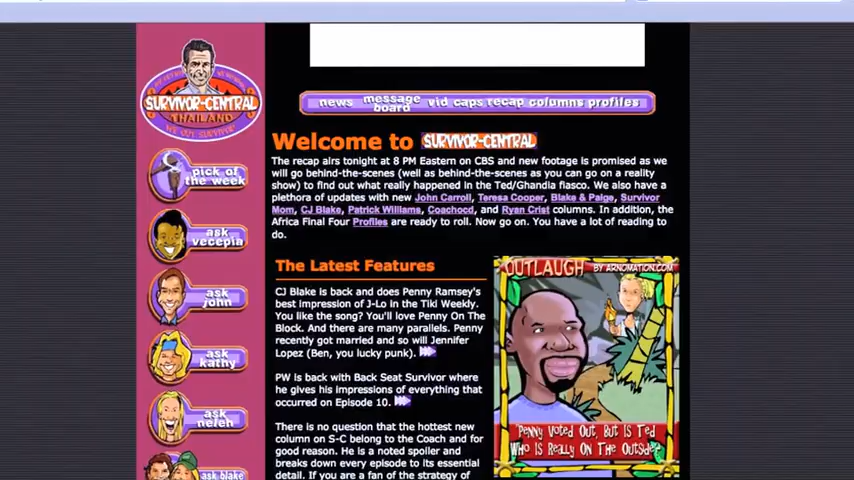 SURVIVOR-CENTRAL
THAILAND
pick of
the week
ask
vecepia
ask
john
ask
kathy
ask
neleh
ask blake
news message board vid caps recap columns profiles
Welcome to SURVIVOR-CENTRAL
The recap airs tonight at 8 PM Eastern on CBS and new footage is promised as we
will go behind-the-scenes (well as behind-the-scenes as you can go on a reality
show) to find out what really happened in the Ted/Ghandia fiasco. We also have a
plethora of updates with new John Carroll, Teresa Cooper, Blake & Paige, Survivor
Mom, CJ Blake, Patrick Williams, Coachocd, and Ryan Crist columns. In addition, the
Africa Final Four Profiles are ready to roll. Now go on. You have a lot of reading to
do.
The Latest Features
CJ Blake is back and does Penny Ramsey's
best impression of J-Lo in the Tiki Weekly.
You like the song? You'll love Penny On The
Block. And there are many parallels. Penny
recently got married and so will Jennifer
Lopez (Ben, you lucky punk).
PW is back with Back Seat Survivor where
he gives his impressions of everything that
occurred on Episode 10.
There is no question that the hottest new
column on S-C belong to the Coach and for
good reason. He is a noted spoiler and
breaks down every episode to its essential
detail. If you are a fan of the strategy of
OUTLAUGH BY ARNOMATION.COM
"Penny Voted Out, But Is Ted
Who Is Really On The Outside?"